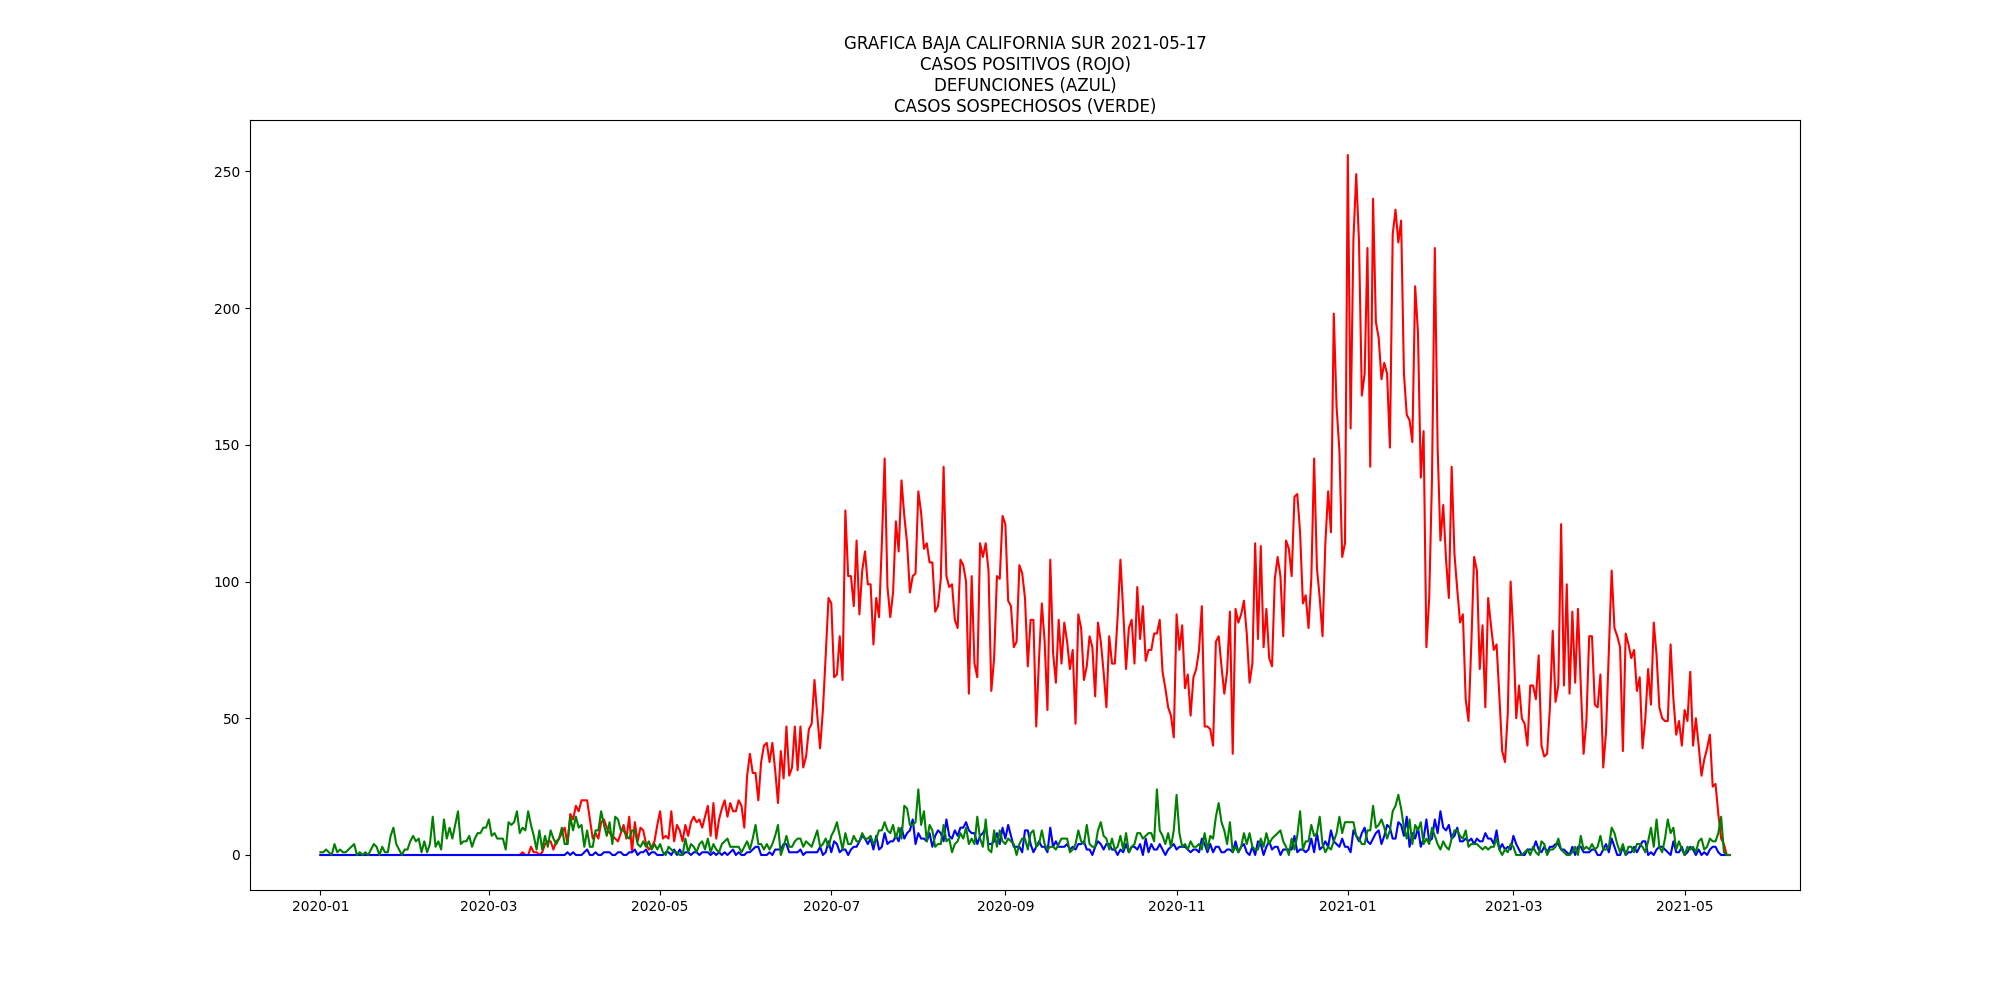 GRAFICA BAJA CALIFORNIA SUR 2021-05-17
CASOS POSITIVOS (ROJO)
DEFUNCIONES (AZUL)
CASOS SOSPECHOSOS (VERDE)
250
200
150
100
50
0
2020-01 2020-03 2020-05 2020-07 2020-09 2020-11 2021-01 2021-03 2021-05